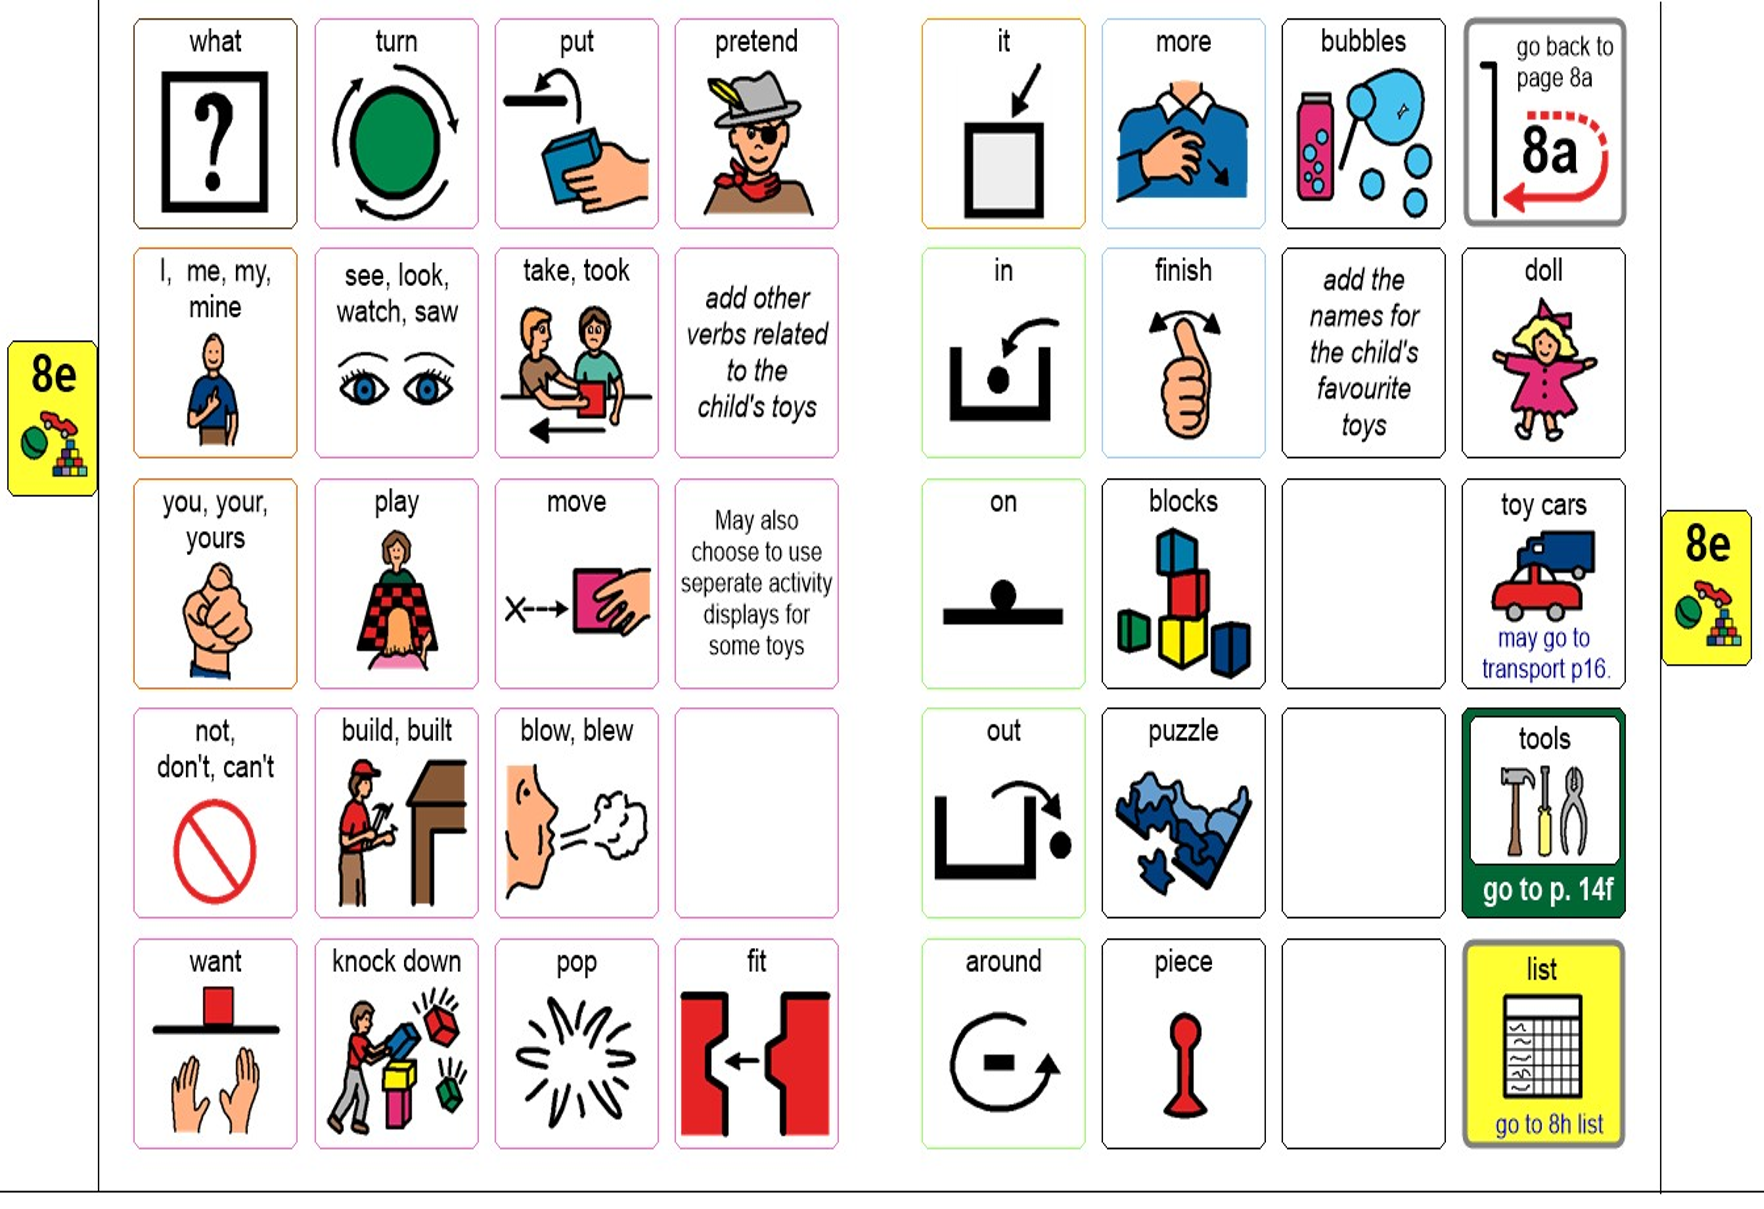 what
turn
put
pretend
it
more
bubbles
go back to
page 8a
8a
I, me, my,
mine
see, look,
watch, saw
take, took
add other
verbs related
to the
child's toys
in
finish
add the
names for
the child's
favourite
toys
doll
8e
you, your,
yours
play
move
May also
choose to use
seperate activity
displays for
some toys
on
blocks
toy cars
may go to
transport p16.
8e
not,
don't, can't
build, built
blow, blew
out
puzzle
tools
go to p. 14f
want
knock down
pop
fit
around
piece
list
go to 8h list